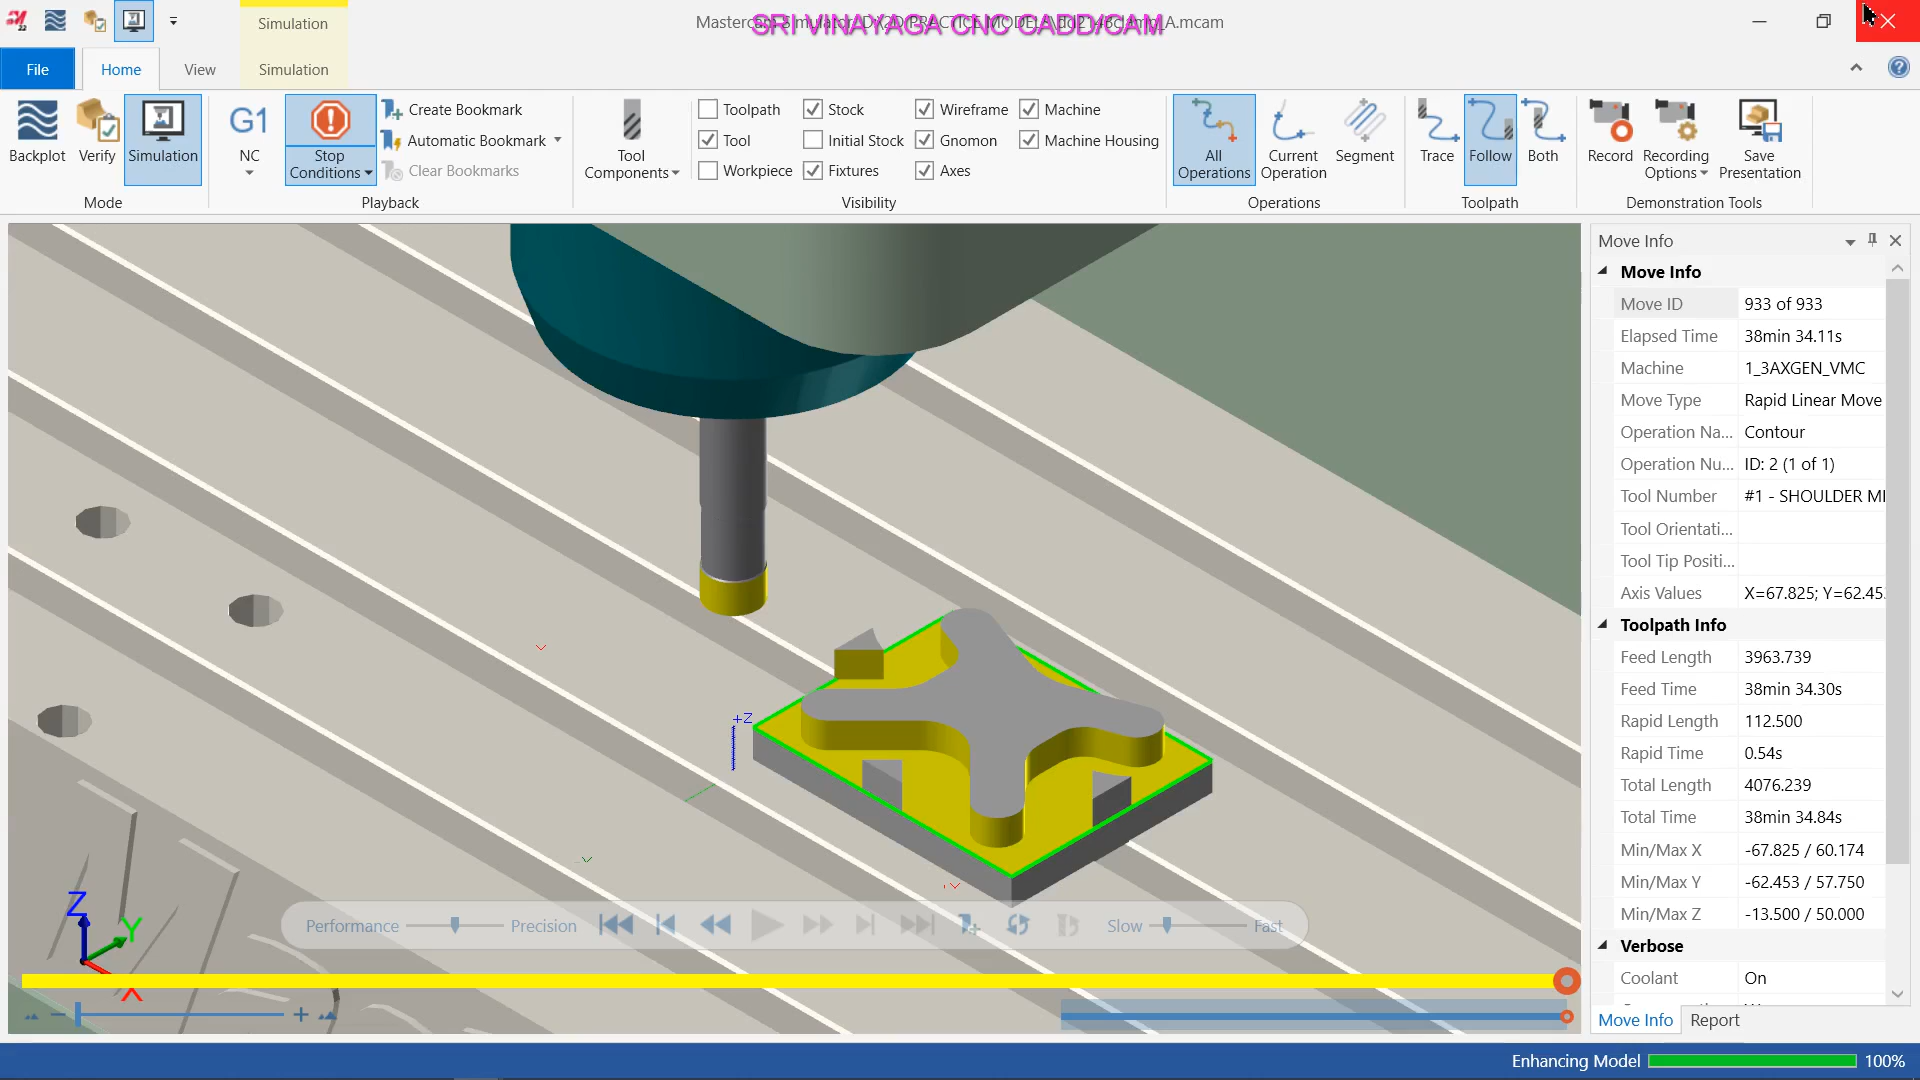 Simulation
Mastercam Simulator
SRI VINAYAGA CNC CADD/CAM
A.mcam
File
Home
View
Simulation
Backplot
Verify
Simulation
Mode
G1
NC
Stop Conditions
Create Bookmark
Automatic Bookmark
Clear Bookmarks
Playback
Tool Components
Toolpath
Stock
Wireframe
Machine
Tool
Initial Stock
Gnomon
Machine Housing
Workpiece
Fixtures
Axes
Visibility
All Operations
Current Operation
Segment
Operations
Trace
Follow
Both
Toolpath
Record
Recording Options
Save Presentation
Demonstration Tools
Move Info
Move Info
Move ID 933 of 933
Elapsed Time 38min 34.11s
Machine 1_3AXGEN_VMC
Move Type Rapid Linear Move
Operation Na... Contour
Operation Nu... ID: 2 (1 of 1)
Tool Number #1 - SHOULDER MI
Tool Orientati...
Tool Tip Positi...
Axis Values X=67.825; Y=62.45
Toolpath Info
Feed Length 3963.739
Feed Time 38min 34.30s
Rapid Length 112.500
Rapid Time 0.54s
Total Length 4076.239
Total Time 38min 34.84s
Min/Max X -67.825 / 60.174
Min/Max Y -62.453 / 57.750
Min/Max Z -13.500 / 50.000
Verbose
Coolant On
Move Info Report
+Z
Z
Y
X
Performance Precision Slow Fast
Enhancing Model 100%